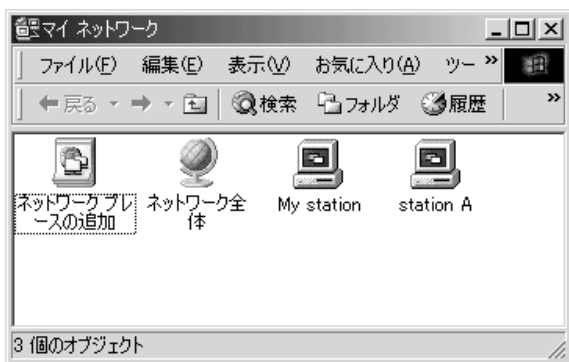 マイ ネットワーク
ファイル(F) 編集(E) 表示(V) お気に入り(A) ツー »
戻る 検索 フォルダ 履歴 »
ネットワーク プレ
ースの追加
ネットワーク全
体
My station
station A
3 個のオブジェクト